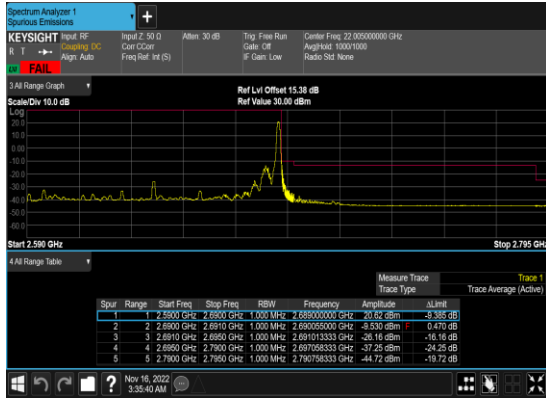 Spectrum Analyzer 1
Spurious Emissions
KEYSIGHT Input: RF Input Z: 50 Ω Atten: 30 dB Trig: Free Run Center Freq: 22.005000000 GHz
R T Coupling: DC Corr CCorr Gate: Off Avg|Hold: 1000/1000
Align: Auto Freq Ref: Int (S) IF Gain: Low Radio Std: None
LV FAIL
3 All Range Graph
Ref Lvl Offset 15.38 dB
Scale/Div 10.0 dB Ref Value 30.00 dBm
Log
20.0
10.0
0.00
-10.0
-20.0
-30.0
-40.0
-50.0
-60.0
Start 2.590 GHz Stop 2.795 GHz
4 All Range Table
Measure Trace Trace 1
Trace Type Trace Average (Active)
Spur Range Start Freq Stop Freq RBW Frequency Amplitude ΔLimit
1 1 2.5900 GHz 2.6900 GHz 1.000 MHz 2.689000000 GHz 20.62 dBm -9.385 dB
2 2 2.6900 GHz 2.6910 GHz 1.000 MHz 2.690055000 GHz -9.530 dBm F 0.470 dB
3 3 2.6910 GHz 2.6950 GHz 1.000 MHz 2.691013333 GHz -26.16 dBm -16.16 dB
4 4 2.6950 GHz 2.7900 GHz 1.000 MHz 2.697058333 GHz -37.25 dBm -24.25 dB
5 5 2.7900 GHz 2.7950 GHz 1.000 MHz 2.790758333 GHz -44.72 dBm -19.72 dB
? Nov 16, 2022
3:35:40 AM